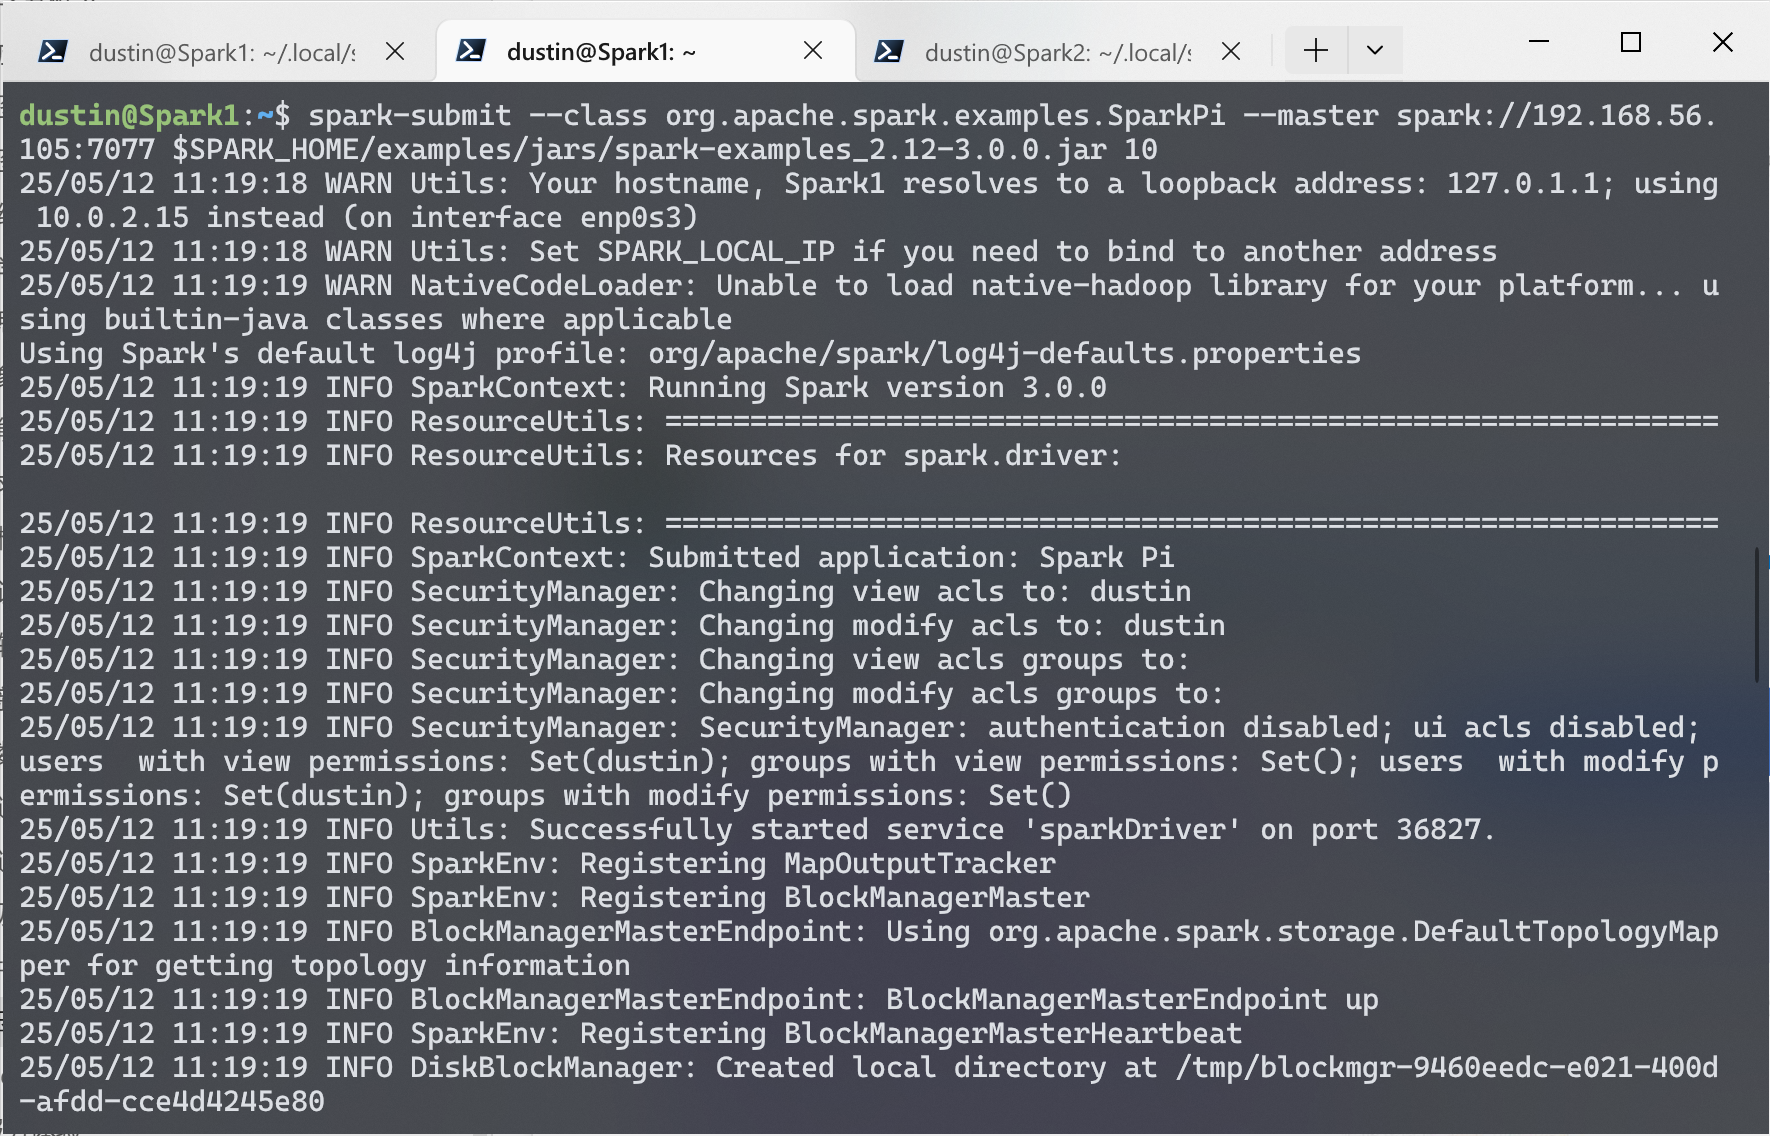 dustin@Spark1: ~/.local/s
dustin@Spark1: ~
dustin@Spark2: ~/.local/s
dustin@Spark1:~$ spark-submit --class org.apache.spark.examples.SparkPi --master spark://192.168.56.
105:7077 $SPARK_HOME/examples/jars/spark-examples_2.12-3.0.0.jar 10
25/05/12 11:19:18 WARN Utils: Your hostname, Spark1 resolves to a loopback address: 127.0.1.1; using
 10.0.2.15 instead (on interface enp0s3)
25/05/12 11:19:18 WARN Utils: Set SPARK_LOCAL_IP if you need to bind to another address
25/05/12 11:19:19 WARN NativeCodeLoader: Unable to load native-hadoop library for your platform... u
sing builtin-java classes where applicable
Using Spark's default log4j profile: org/apache/spark/log4j-defaults.properties
25/05/12 11:19:19 INFO SparkContext: Running Spark version 3.0.0
25/05/12 11:19:19 INFO ResourceUtils: ==============================================================
25/05/12 11:19:19 INFO ResourceUtils: Resources for spark.driver:

25/05/12 11:19:19 INFO ResourceUtils: ==============================================================
25/05/12 11:19:19 INFO SparkContext: Submitted application: Spark Pi
25/05/12 11:19:19 INFO SecurityManager: Changing view acls to: dustin
25/05/12 11:19:19 INFO SecurityManager: Changing modify acls to: dustin
25/05/12 11:19:19 INFO SecurityManager: Changing view acls groups to:
25/05/12 11:19:19 INFO SecurityManager: Changing modify acls groups to:
25/05/12 11:19:19 INFO SecurityManager: SecurityManager: authentication disabled; ui acls disabled;
users  with view permissions: Set(dustin); groups with view permissions: Set(); users  with modify p
ermissions: Set(dustin); groups with modify permissions: Set()
25/05/12 11:19:19 INFO Utils: Successfully started service 'sparkDriver' on port 36827.
25/05/12 11:19:19 INFO SparkEnv: Registering MapOutputTracker
25/05/12 11:19:19 INFO SparkEnv: Registering BlockManagerMaster
25/05/12 11:19:19 INFO BlockManagerMasterEndpoint: Using org.apache.spark.storage.DefaultTopologyMap
per for getting topology information
25/05/12 11:19:19 INFO BlockManagerMasterEndpoint: BlockManagerMasterEndpoint up
25/05/12 11:19:19 INFO SparkEnv: Registering BlockManagerMasterHeartbeat
25/05/12 11:19:19 INFO DiskBlockManager: Created local directory at /tmp/blockmgr-9460eedc-e021-400d
-afdd-cce4d4245e80